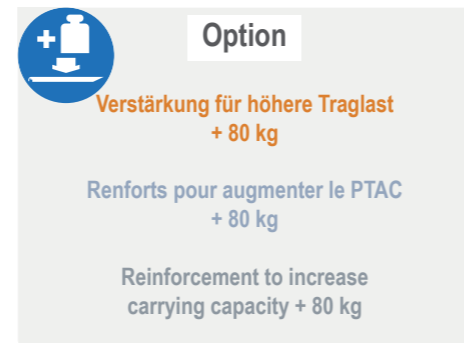 Option
Verstärkung für höhere Traglast
+ 80 kg
Renforts pour augmenter le PTAC
+ 80 kg
Reinforcement to increase
carrying capacity + 80 kg